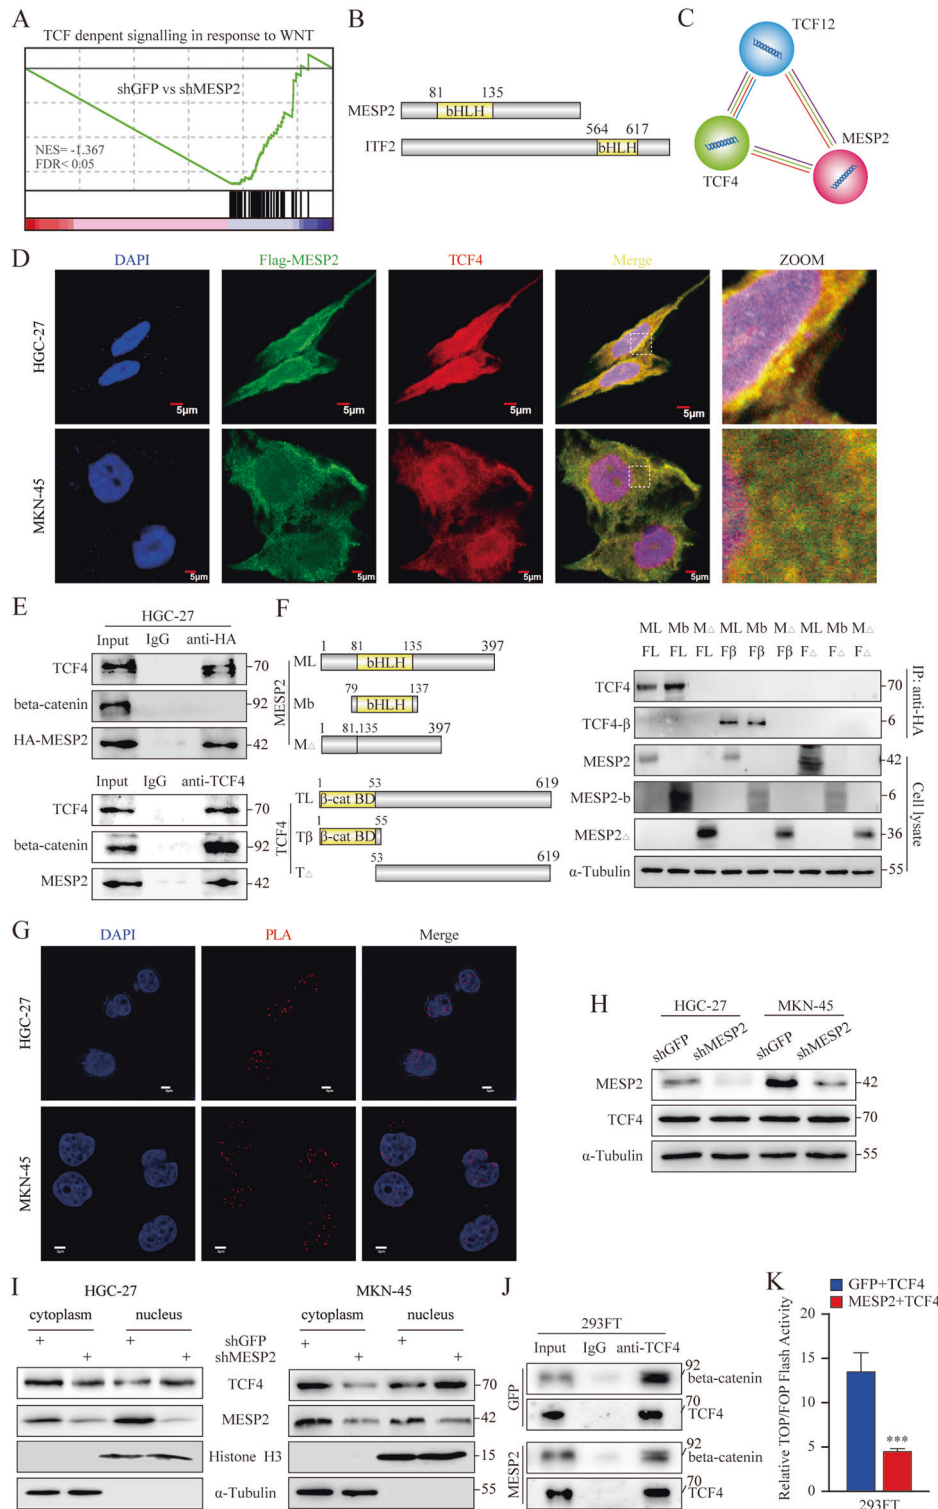 A
TCF denpent signalling in response to WNT
shGFP vs shMESP2
NES= -1.367
FDR< 0.05
B
81 135
MESP2 bHLH
564 617
ITF2 bHLH
C
TCF12
MESP2
TCF4
D
DAPI Flag-MESP2 TCF4 Merge ZOOM
HGC-27
5μm 5μm 5μm 5μm
MKN-45
5μm 5μm 5μm 5μm
E
HGC-27
Input IgG anti-HA
TCF4 70
beta-catenin 92
HA-MESP2 42
Input IgG anti-TCF4
TCF4 70
beta-catenin 92
MESP2 42
F
MESP2
1 81 135 397
ML bHLH
79 137
Mb bHLH
1 81,135 397
M△
TCF4
1 53 619
TL β-cat BD
1 55
Tβ β-cat BD
53 619
T△
ML Mb M△ ML Mb M△ ML Mb M△
FL FL FL Fβ Fβ Fβ F△ F△ F△
TCF4 70
TCF4-β 6
IP: anti-HA
MESP2 42
MESP2-b 6
MESP2△ 36
α-Tubulin 55
Cell lysate
G
DAPI PLA Merge
HGC-27
MKN-45
H
HGC-27 MKN-45
shGFP shMESP2 shGFP shMESP2
MESP2 42
TCF4 70
α-Tubulin 55
I
HGC-27 MKN-45
cytoplasm nucleus cytoplasm nucleus
+ + shGFP + +
+ + shMESP2 + +
TCF4 70
MESP2 42
Histone H3 15
α-Tubulin 55
J
293FT
Input IgG anti-TCF4
GFP
92 beta-catenin
70 TCF4
MESP2
92 beta-catenin
70 TCF4
K
GFP+TCF4
MESP2+TCF4
Relative TOP/FOP Flash Activity
20
15
10
5
0
***
293FT